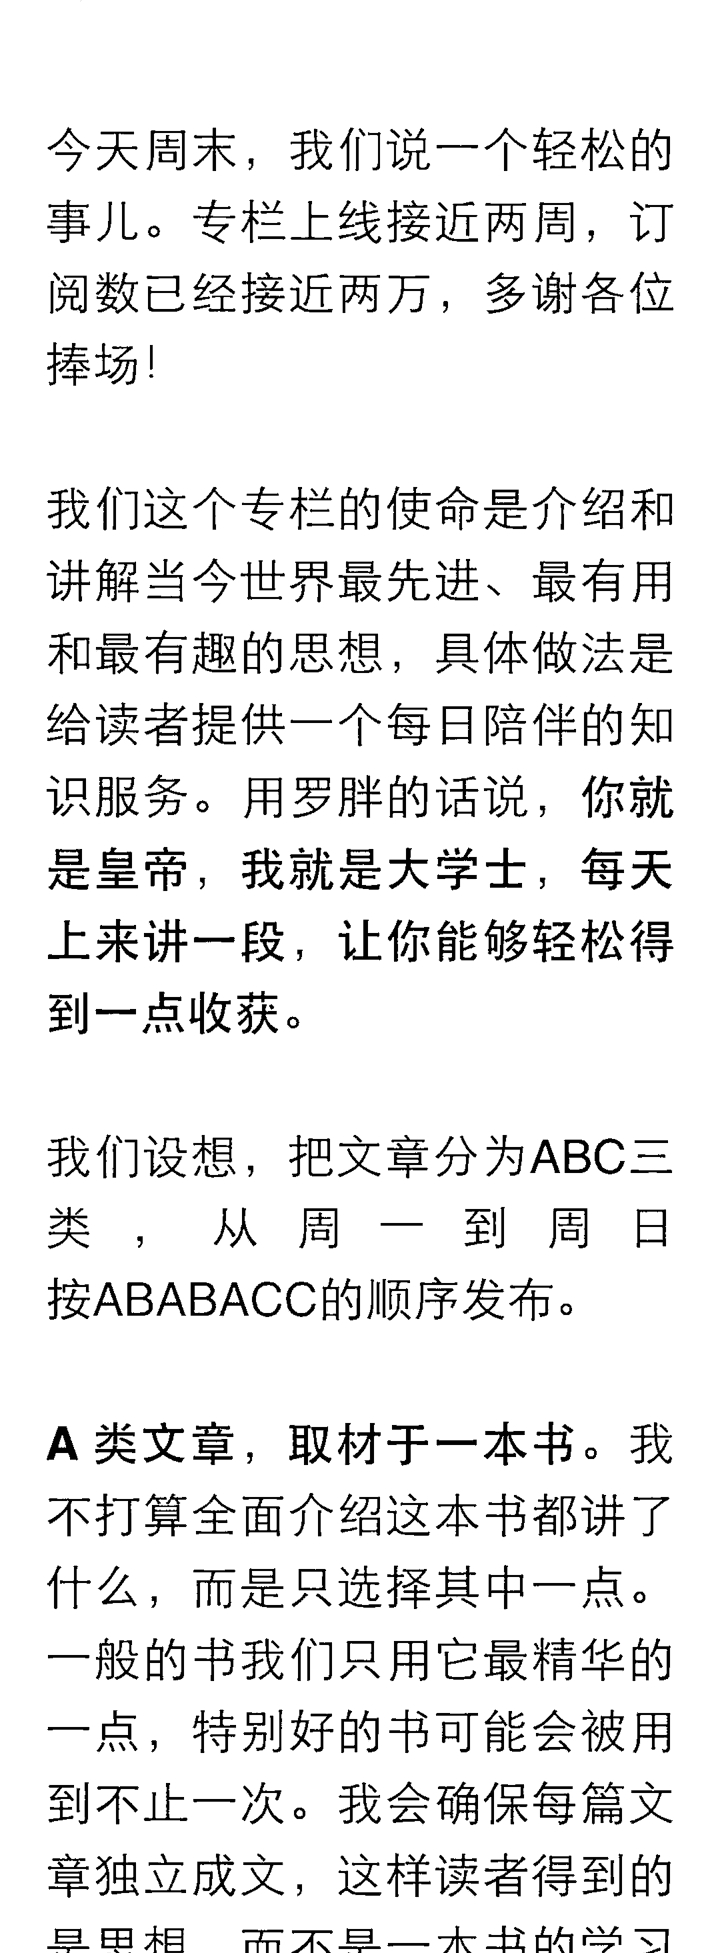 今天周末，我们说一个轻松的
事儿。专栏上线接近两周，订
阅数已经接近两万，多谢各位
捧场！
我们这个专栏的使命是介绍和
讲解当今世界最先进、最有用
和最有趣的思想，具体做法是
给读者提供一个每日陪伴的知
识服务。用罗胖的话说，你就
是皇帝，我就是大学士，每天
上来讲一段，让你能够轻松得
到一点收获。
我们设想，把文章分为ABC三
类，从周一到周日
按ABABACC的顺序发布。
A 类文章，取材于一本书。我
不打算全面介绍这本书都讲了
什么，而是只选择其中一点。
一般的书我们只用它最精华的
一点，特别好的书可能会被用
到不止一次。我会确保每篇文
章独立成文，这样读者得到的
是思想，而不是一本书的学习